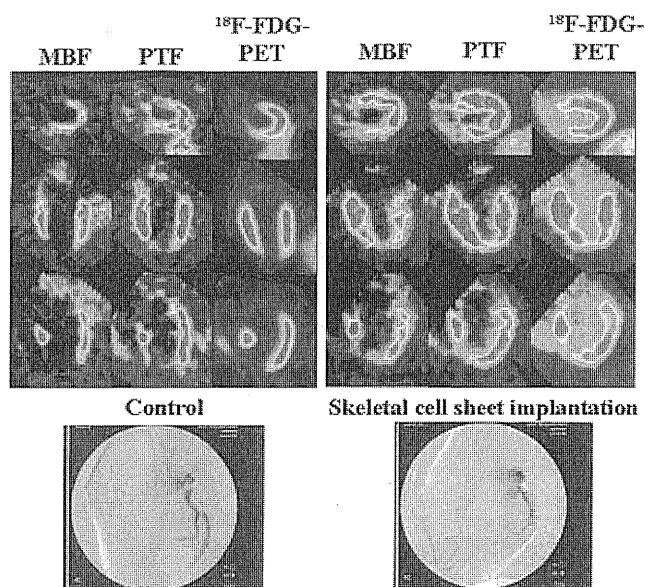 ¹⁸F-FDG-
MBF PTF PET
¹⁸F-FDG-
MBF PTF PET
Control
Skeletal cell sheet implantation